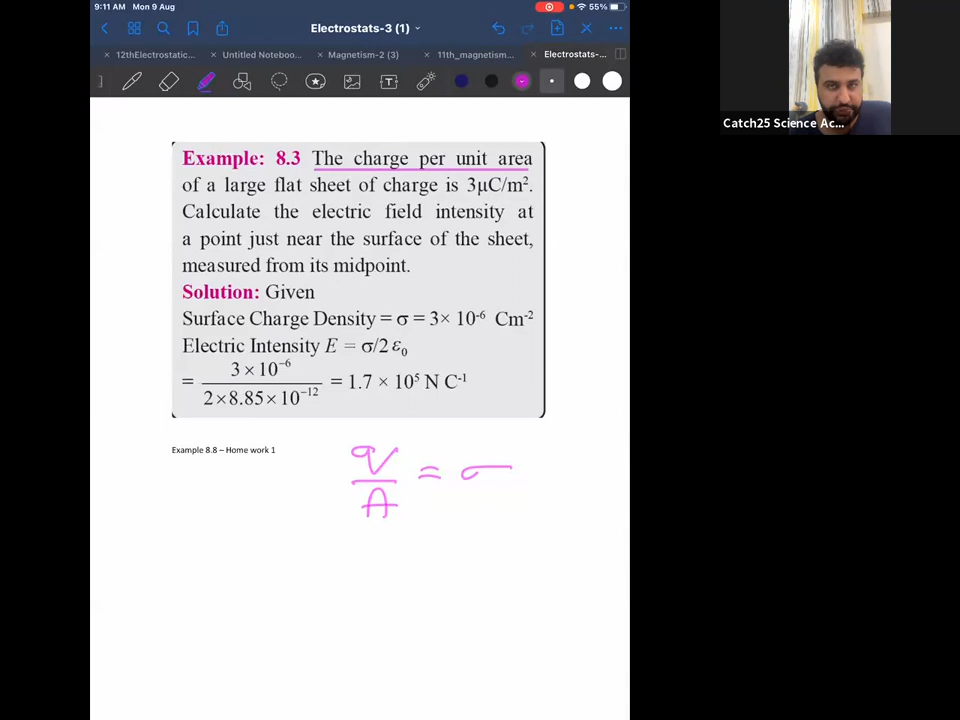 9:11 AM Mon 9 Aug
55%
Electrostats-3 (1)
12thElectrostatic...
Untitled Noteboo...
Magnetism-2 (3)
11th_magnetism...
Electrostats-...
Catch25 Science Ac...
Example: 8.3 The charge per unit area
of a large flat sheet of charge is 3μC/m².
Calculate the electric field intensity at
a point just near the surface of the sheet,
measured from its midpoint.
Solution: Given
Surface Charge Density = σ = 3× 10⁻⁶ Cm⁻²
Electric Intensity E = σ/2 ε₀
= 3 × 10⁻⁶ / 2 × 8.85 × 10⁻¹² = 1.7 × 10⁵ N C⁻¹
Example 8.8 – Home work 1
q/A = σ